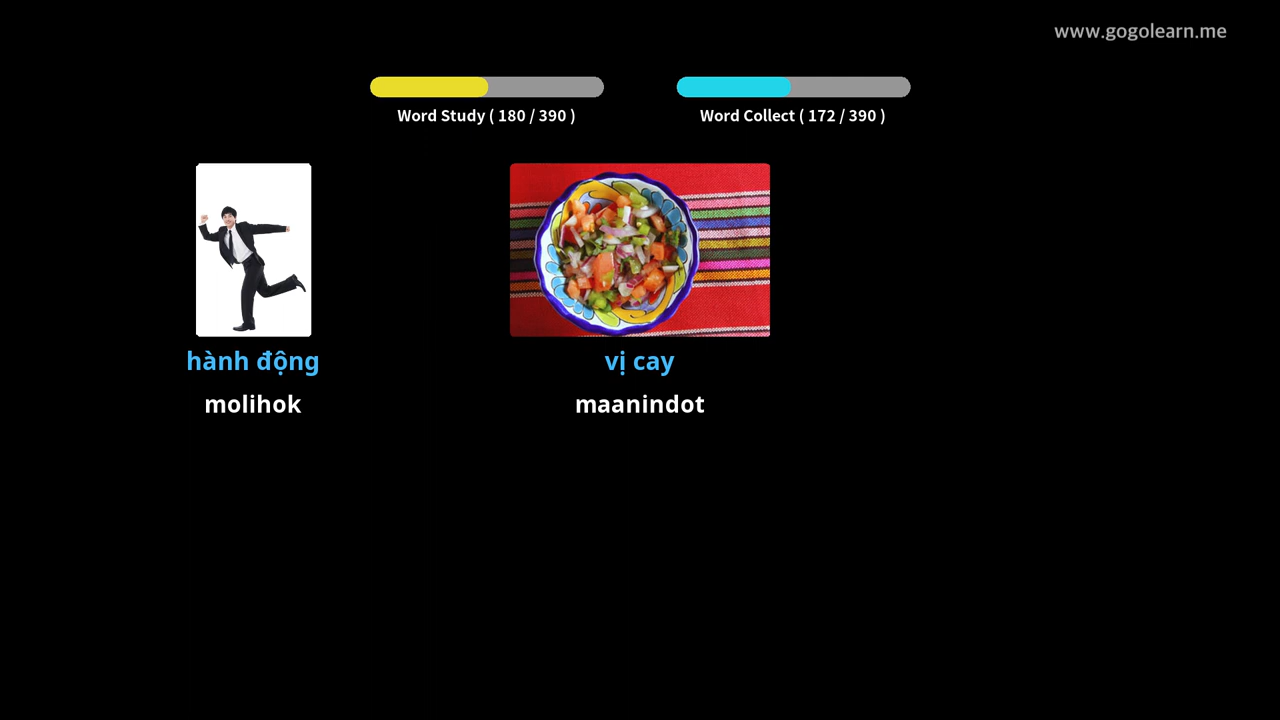 www.gogolearn.me
Word Study ( 180 / 390 )
Word Collect ( 172 / 390 )
hành động
molihok
vị cay
maanindot